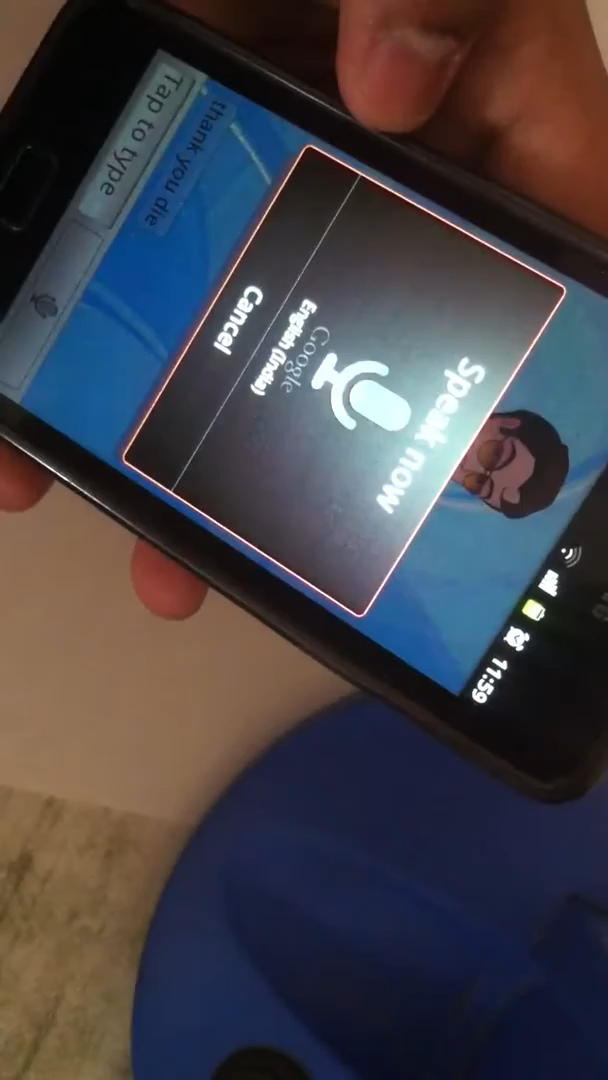 11:59
Speak now
Google
English (India)
Cancel
thank you die
Tap to type